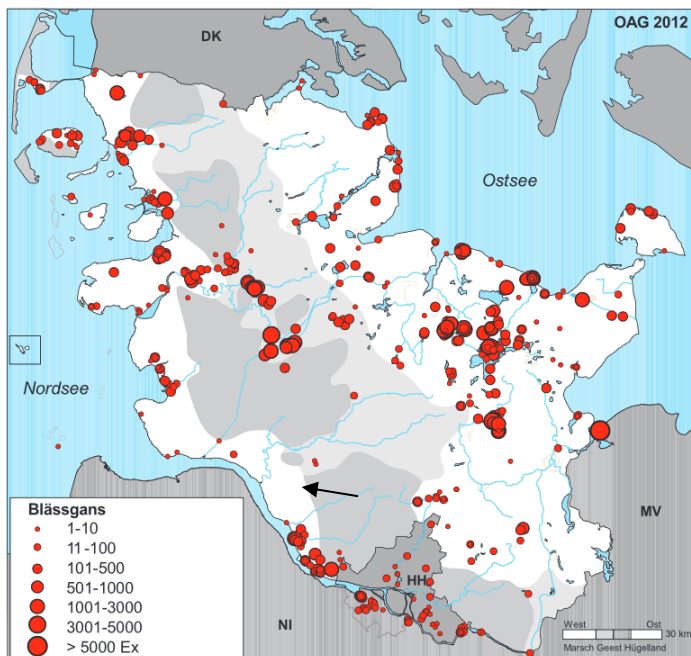 OAG 2012
DK
Ostsee
Nordsee
MV
HH
NI
Blässgans
1-10
11-100
101-500
501-1000
1001-3000
3001-5000
> 5000 Ex
West Ost
30 km
Marsch Geest Hügelland